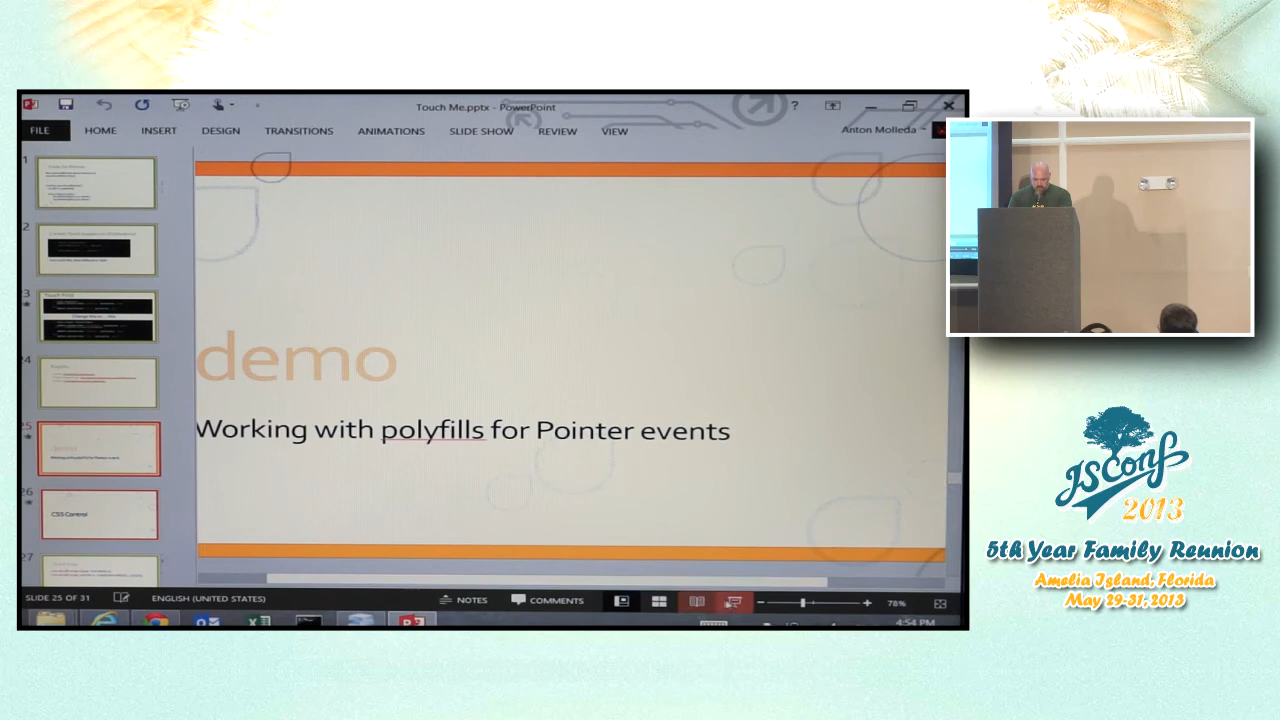 Touch Me.pptx - PowerPoint
?
FILE HOME INSERT DESIGN TRANSITIONS ANIMATIONS SLIDE SHOW REVIEW VIEW
Anton Molleda
demo
Working with polyfills for Pointer events
CSS Control
SLIDE 25 OF 31
ENGLISH (UNITED STATES)
NOTES
COMMENTS
78%
4:54 PM
JSConf
2013
5th Year Family Reunion
Amelia Island, Florida
May 29-31, 2013